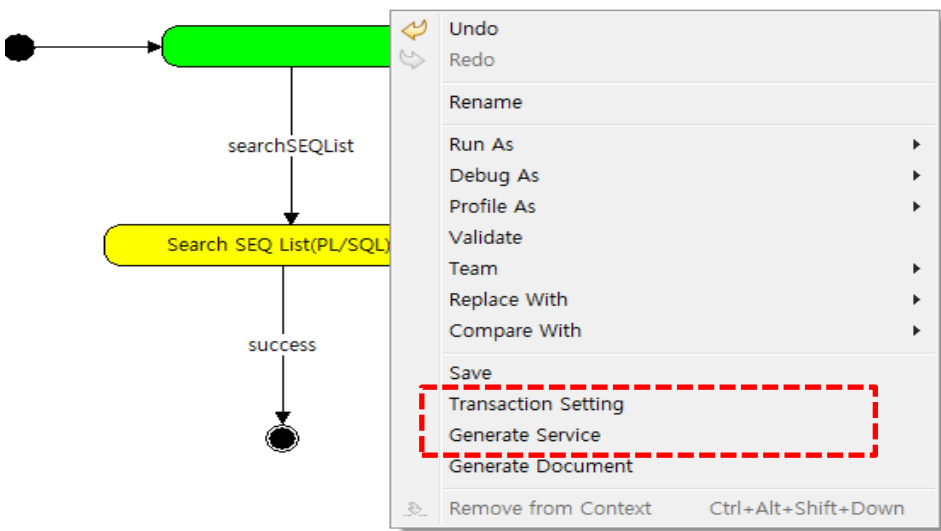 Undo
Redo
Rename
searchSEQList
Run As
Debug As
Profile As
Validate
Search SEQ List(PL/SQL)
Team
Replace With
Compare With
success
Save
Transaction Setting
Generate Service
Generate Document
Remove from Context Ctrl+Alt+Shift+Down